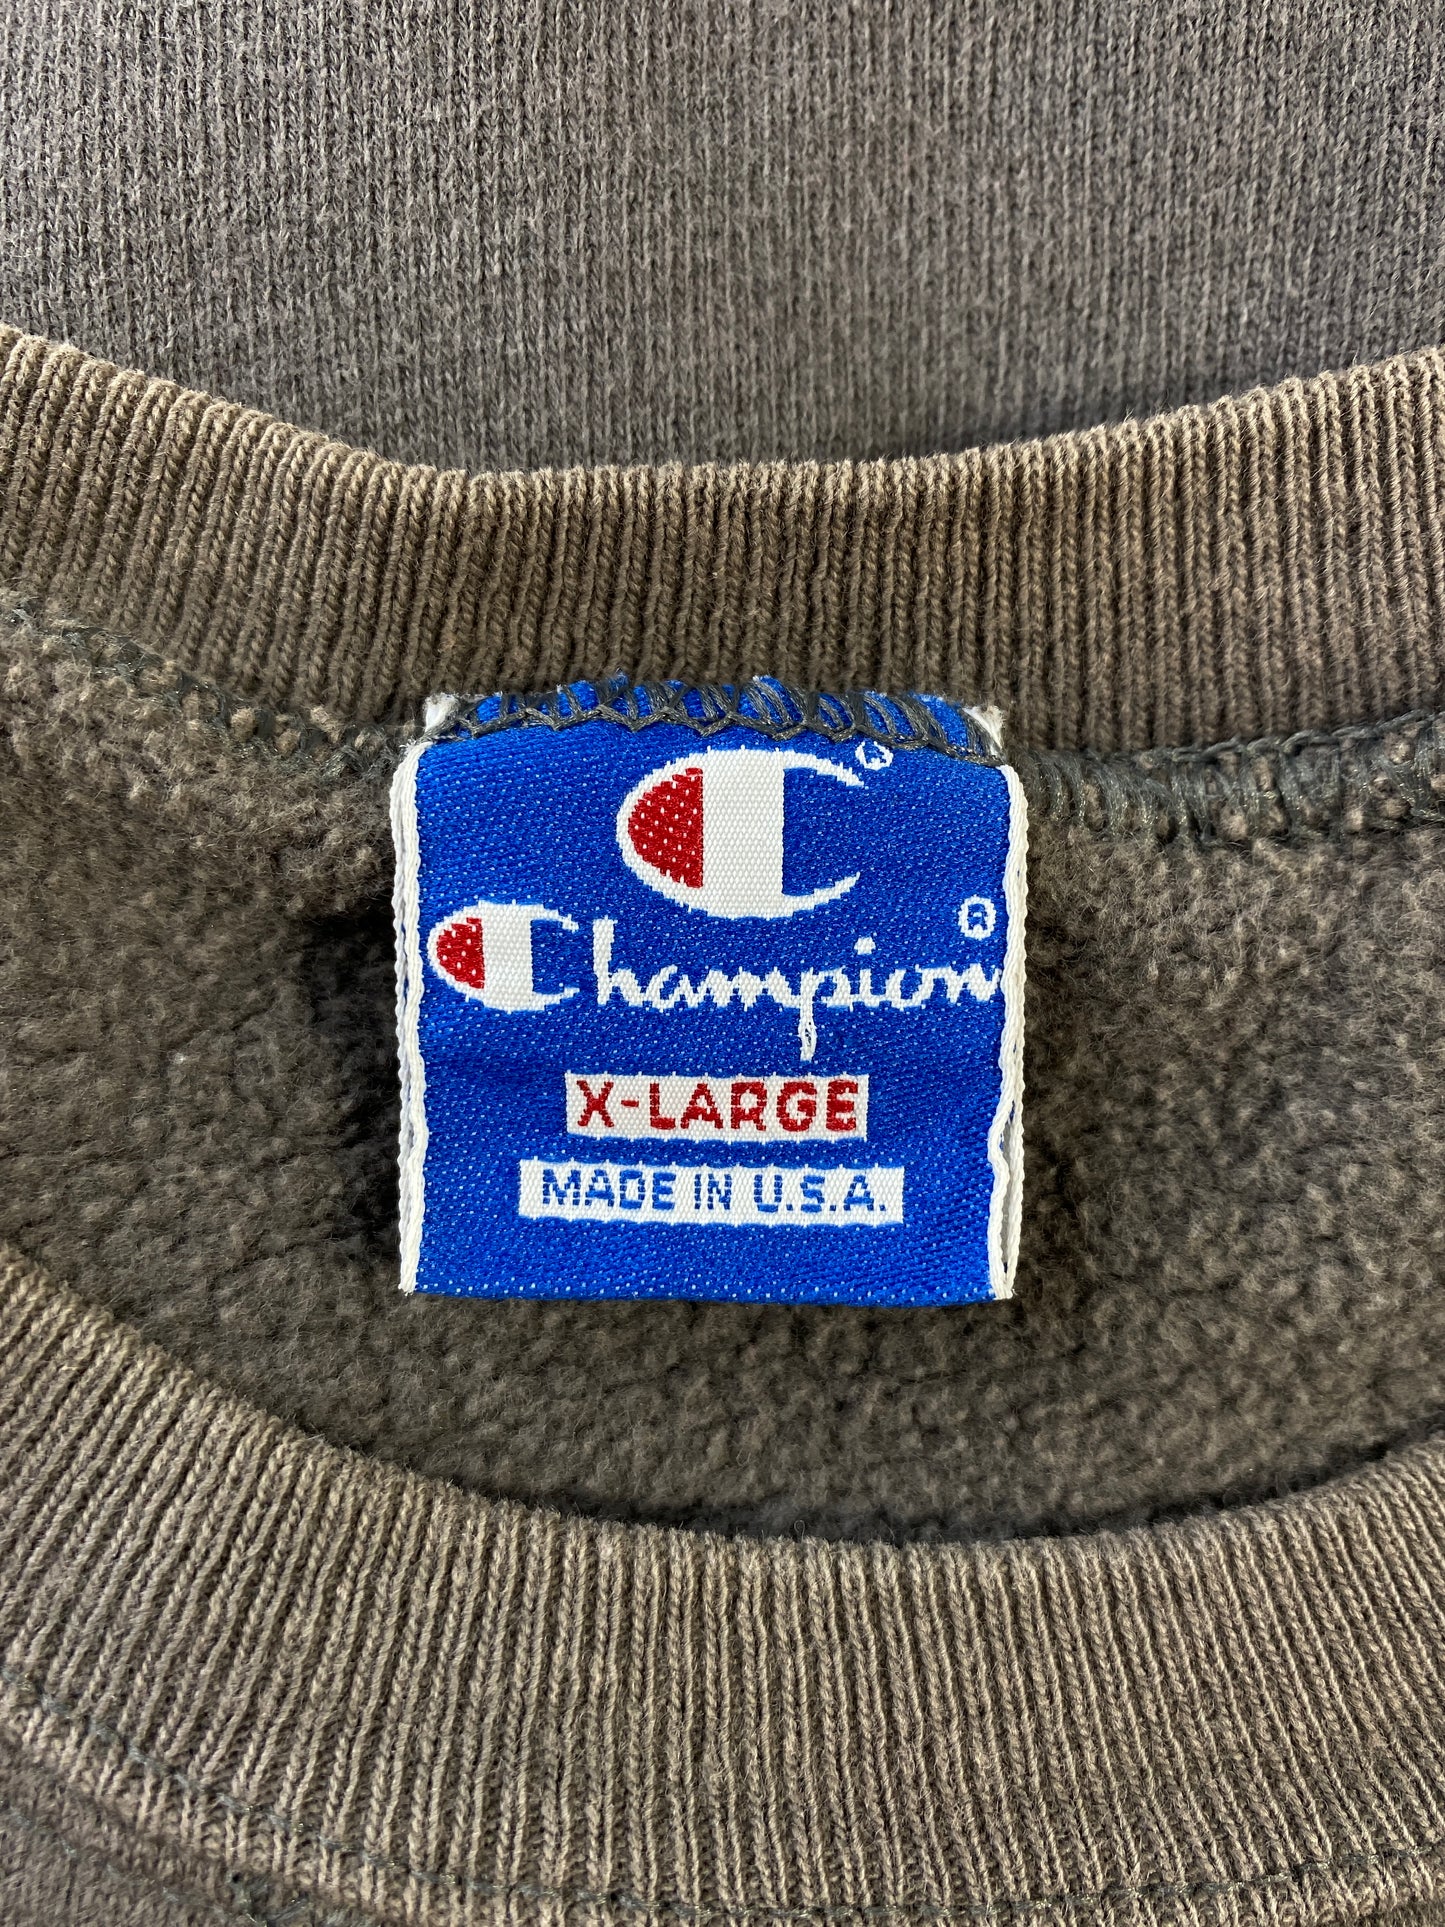 C®
Champion®
X-LARGE
MADE IN U.S.A.